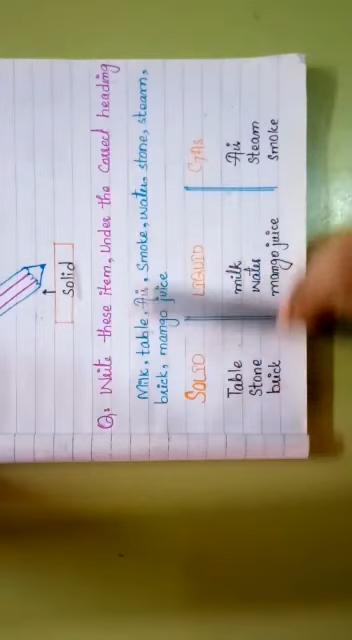 solid
Q: Write these item, Under the Correct heading
Milk, table, Air, Smoke, water, stone, steam,
brick, mango juice
SOLID LIQUID GAS
Table milk Air
Stone water Steam
brick mango juice Smoke